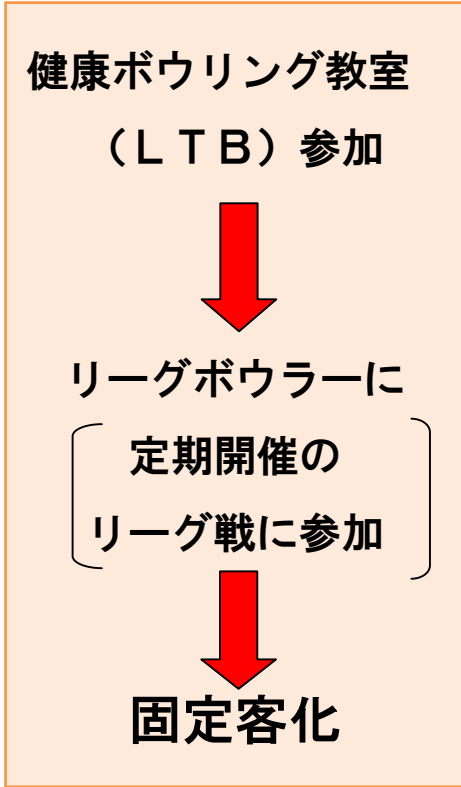 健康ボウリング教室
（ＬＴＢ）参加
リーグボウラーに
定期開催の
リーグ戦に参加
固定客化